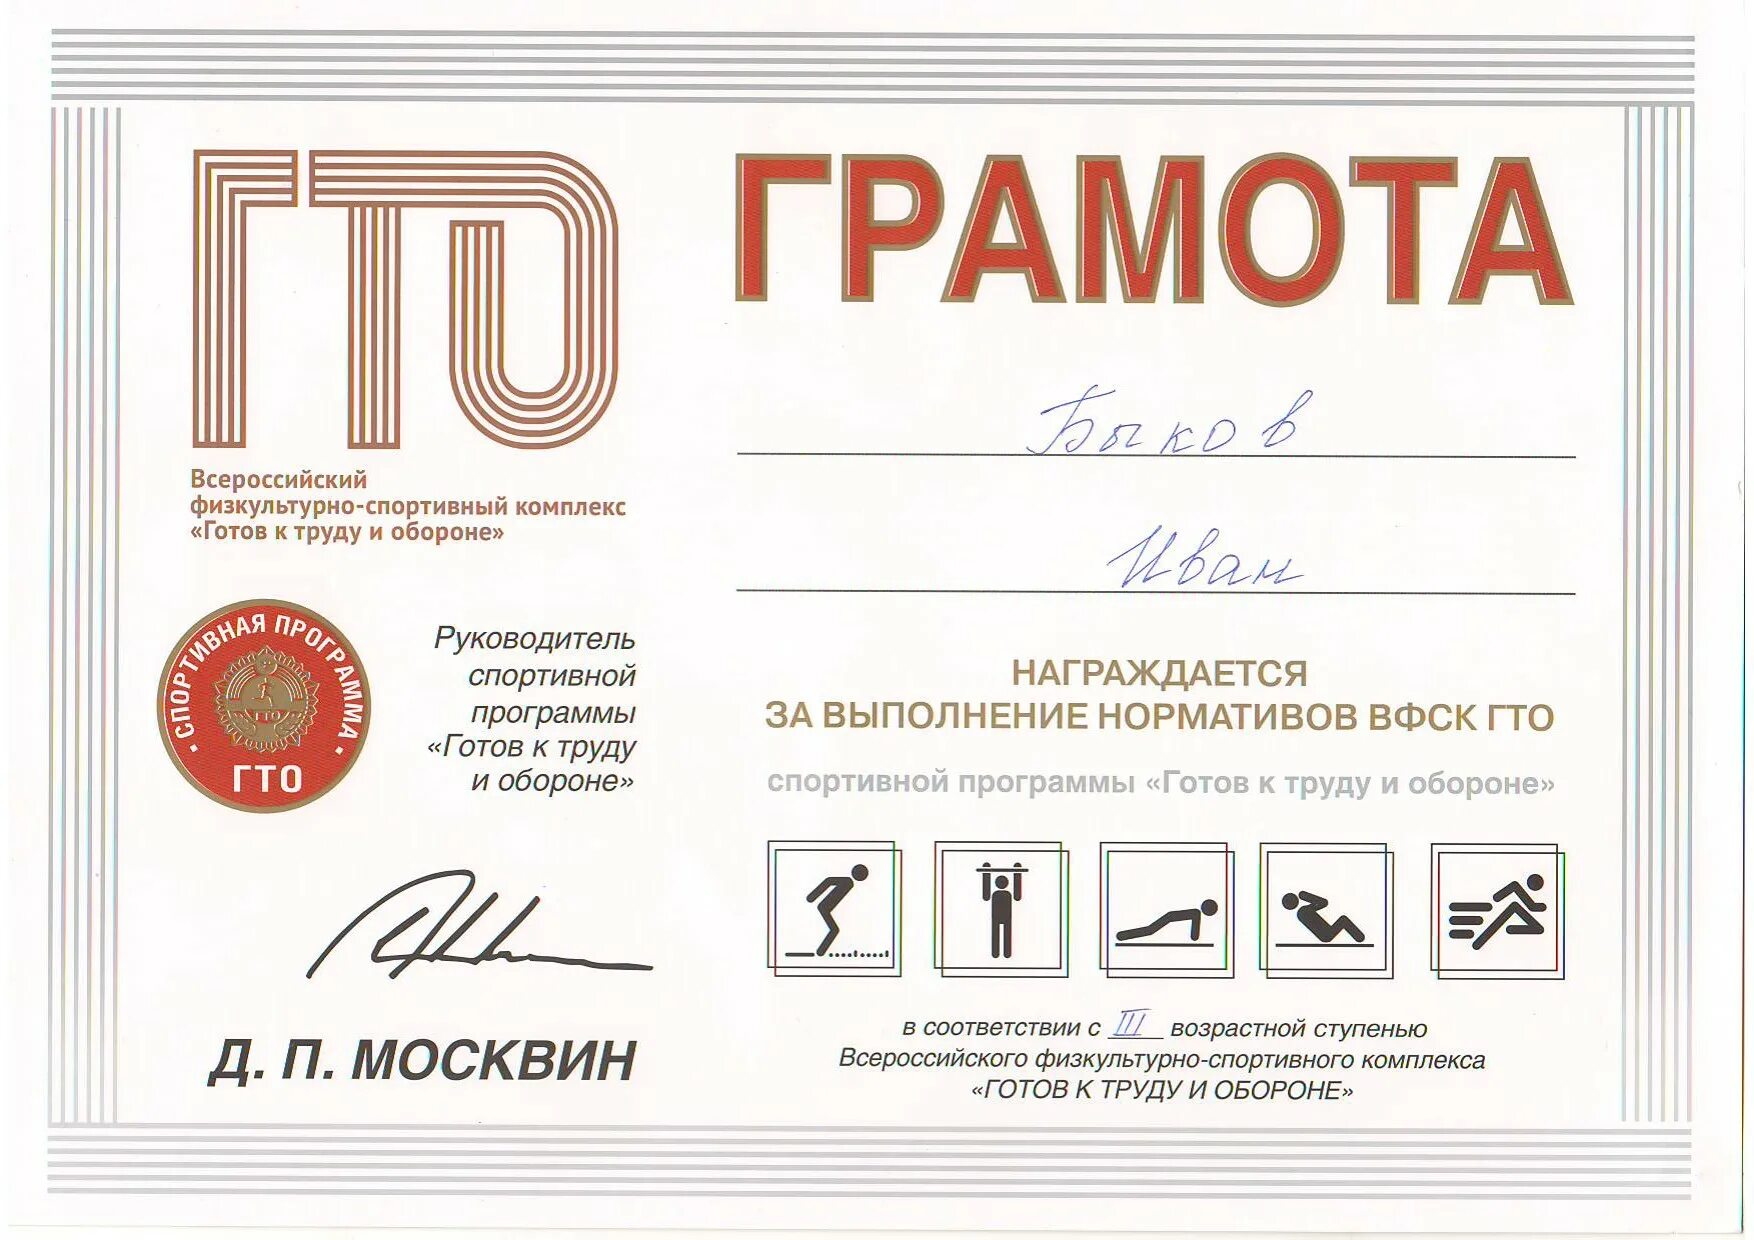 ГТО
Всероссийский
физкультурно-спортивный комплекс
«Готов к труду и обороне»
СПОРТИВНАЯ ПРОГРАММА
ГТО
ГТО
Руководитель
спортивной
программы
«Готов к труду
и обороне»
Д. П. МОСКВИН
ГРАМОТА
Быков
Иван
НАГРАЖДАЕТСЯ
ЗА ВЫПОЛНЕНИЕ НОРМАТИВОВ ВФСК ГТО
спортивной программы «Готов к труду и обороне»
в соответствии с III возрастной ступенью
Всероссийского физкультурно-спортивного комплекса
«ГОТОВ К ТРУДУ И ОБОРОНЕ»